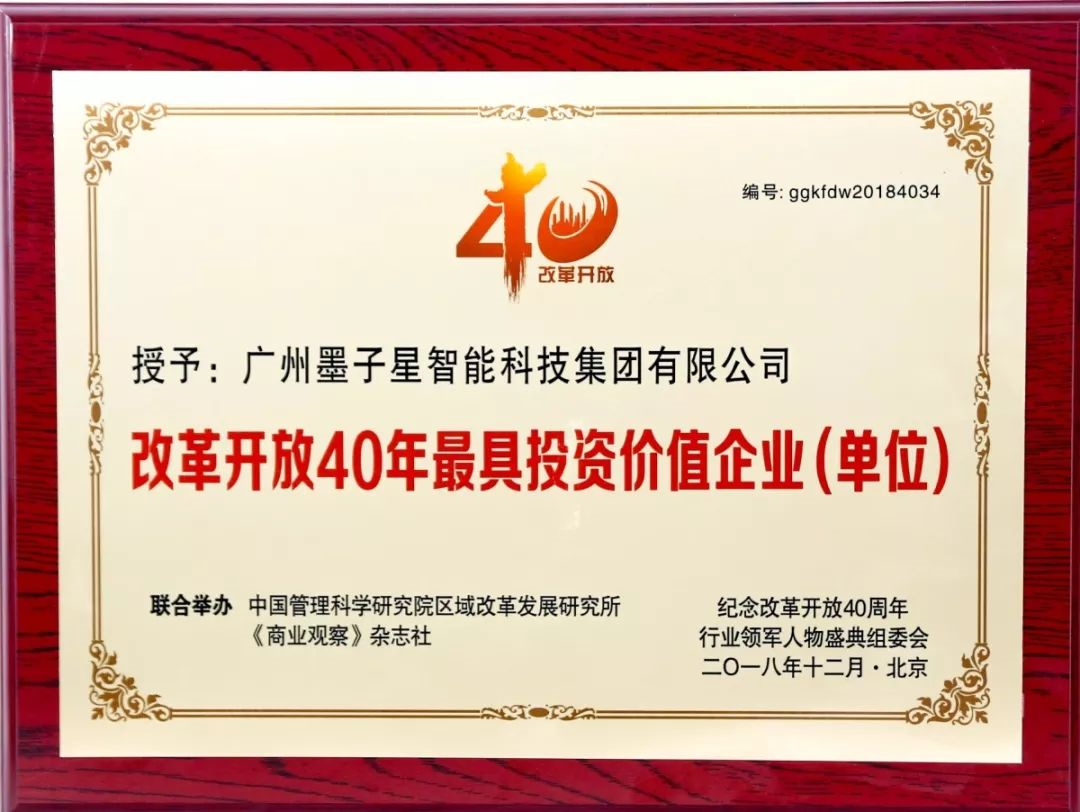 编号: ggkfdw20184034
40
改革开放
授予：广州墨子星智能科技集团有限公司
改革开放40年最具投资价值企业(单位)
联合举办 中国管理科学研究院区域改革发展研究所
《商业观察》杂志社
纪念改革开放40周年
行业领军人物盛典组委会
二〇一八年十二月·北京